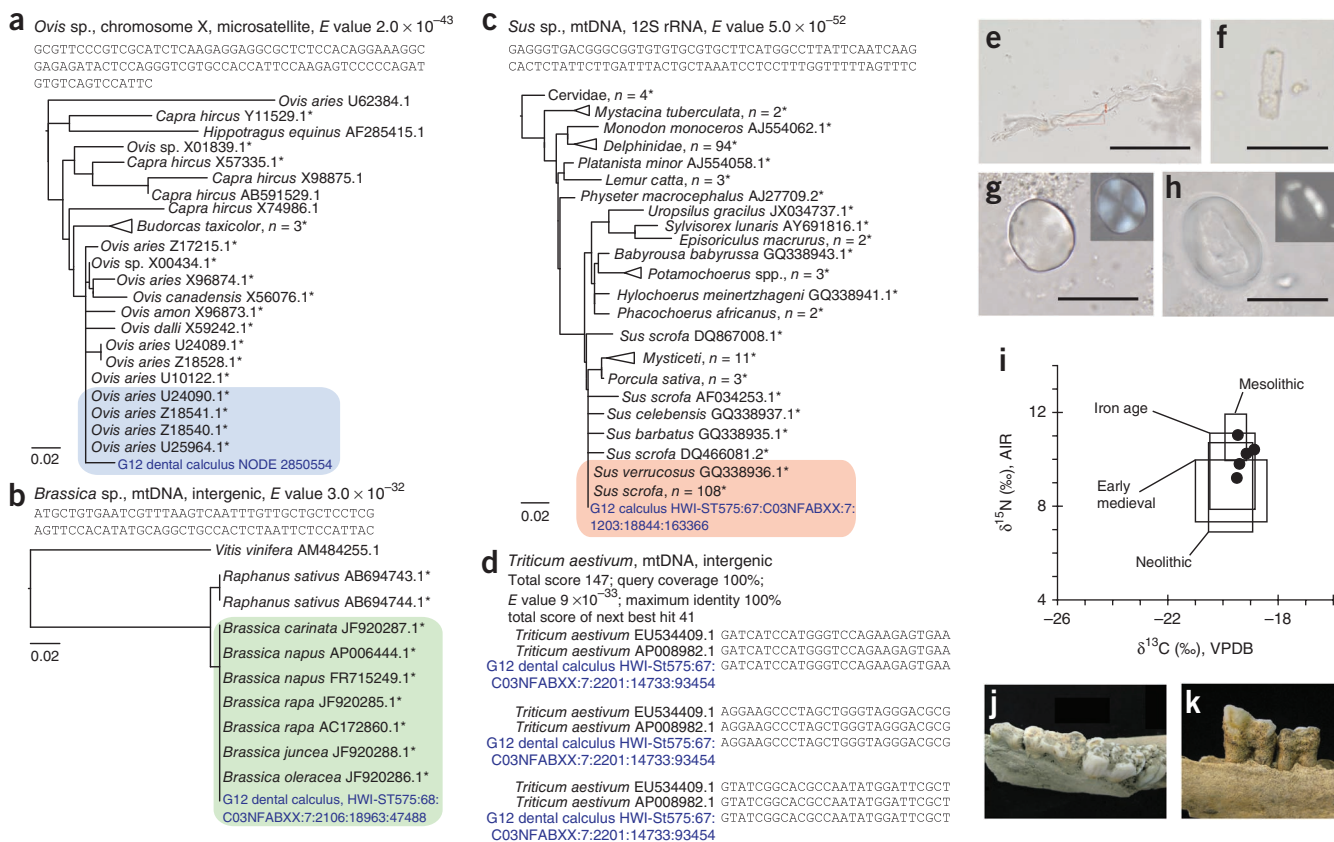 a Ovis sp., chromosome X, microsatellite, E value 2.0 × 10⁻⁴³
GCGTTCCCGTCGCATCTCAAGAGGAGGCGCTCTCCACAGGAAAGGC
GAGAGATACTCCAGGGTCGTGCCACCATTCCAAGAGTCCCCCAGAT
GTGTCAGTCCATTC
Ovis aries U62384.1
Capra hircus Y11529.1*
Hippotragus equinus AF285415.1
Ovis sp. X01839.1*
Capra hircus X57335.1*
Capra hircus X98875.1
Capra hircus AB591529.1
Capra hircus X74986.1
Budorcas taxicolor, n = 3*
Ovis aries Z17215.1*
Ovis sp. X00434.1*
Ovis aries X96874.1*
Ovis canadensis X56076.1*
Ovis amon X96873.1*
Ovis dalli X59242.1*
Ovis aries U24089.1*
Ovis aries Z18528.1*
Ovis aries U10122.1*
Ovis aries U24090.1*
Ovis aries Z18541.1*
Ovis aries Z18540.1*
Ovis aries U25964.1*
G12 dental calculus NODE 2850554
0.02
b Brassica sp., mtDNA, intergenic, E value 3.0 × 10⁻³²
ATGCTGTGAATCGTTTAAGTCAATTTGTTGCTGCTCCTCG
AGTTCCACATATGCAGGCTGCCACTCTAATTCTCCATTAC
Vitis vinifera AM484255.1
Raphanus sativus AB694743.1*
Raphanus sativus AB694744.1*
Brassica carinata JF920287.1*
Brassica napus AP006444.1*
Brassica napus FR715249.1*
Brassica rapa JF920285.1*
Brassica rapa AC172860.1*
Brassica juncea JF920288.1*
Brassica oleracea JF920286.1*
G12 dental calculus, HWI-ST575:68:
C03NFABXX:7:2106:18963:47488
0.02
c Sus sp., mtDNA, 12S rRNA, E value 5.0 × 10⁻⁵²
GAGGGTGACGGGCGGTGTGTGCGTGCTTCATGGCCTTATTCAATCAAG
CACTCTATTCTTGATTTACTGCTAAATCCTCCTTTGGTTTTTAGTTTC
Cervidae, n = 4*
Mystacina tuberculata, n = 2*
Monodon monoceros AJ554062.1*
Delphinidae, n = 94*
Platanista minor AJ554058.1*
Lemur catta, n = 3*
Physeter macrocephalus AJ27709.2*
Uropsilus gracilus JX034737.1*
Sylvisorex lunaris AY691816.1*
Episoriculus macrurus, n = 2*
Babyrousa babyrussa GQ338943.1*
Potamochoerus spp., n = 3*
Hylochoerus meinertzhageni GQ338941.1*
Phacochoerus africanus, n = 2*
Sus scrofa DQ867008.1*
Mysticeti, n = 11*
Porcula sativa, n = 3*
Sus scrofa AF034253.1*
Sus celebensis GQ338937.1*
Sus barbatus GQ338935.1*
Sus scrofa DQ466081.2*
Sus verrucosus GQ338936.1*
Sus scrofa, n = 108*
G12 calculus HWI-ST575:67:C03NFABXX:7:
1203:18844:163366
0.02
d Triticum aestivum, mtDNA, intergenic
Total score 147; query coverage 100%;
E value 9 ×10⁻³³; maximum identity 100%
total score of next best hit 41
Triticum aestivum EU534409.1 GATCATCCATGGGTCCAGAAGAGTGAA
Triticum aestivum AP008982.1 GATCATCCATGGGTCCAGAAGAGTGAA
G12 dental calculus HWI-St575:67: GATCATCCATGGGTCCAGAAGAGTGAA
C03NFABXX:7:2201:14733:93454
Triticum aestivum EU534409.1 AGGAAGCCCTAGCTGGGTAGGGACGCG
Triticum aestivum AP008982.1 AGGAAGCCCTAGCTGGGTAGGGACGCG
G12 dental calculus HWI-St575:67: AGGAAGCCCTAGCTGGGTAGGGACGCG
C03NFABXX:7:2201:14733:93454
Triticum aestivum EU534409.1 GTATCGGCACGCCAATATGGATTCGCT
Triticum aestivum AP008982.1 GTATCGGCACGCCAATATGGATTCGCT
G12 dental calculus HWI-St575:67: GTATCGGCACGCCAATATGGATTCGCT
C03NFABXX:7:2201:14733:93454
e
f
g
h
i
Mesolithic
Iron age
Early
medieval
Neolithic
12
8
4
δ¹⁵N (‰), AIR
−26
−22
−18
δ¹³C (‰), VPDB
j
k